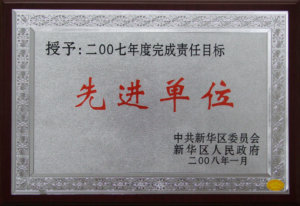 授予:二00七年度完成责任目标
先进单位
中共新华区委员会
新华区人民政府
二00八年一月